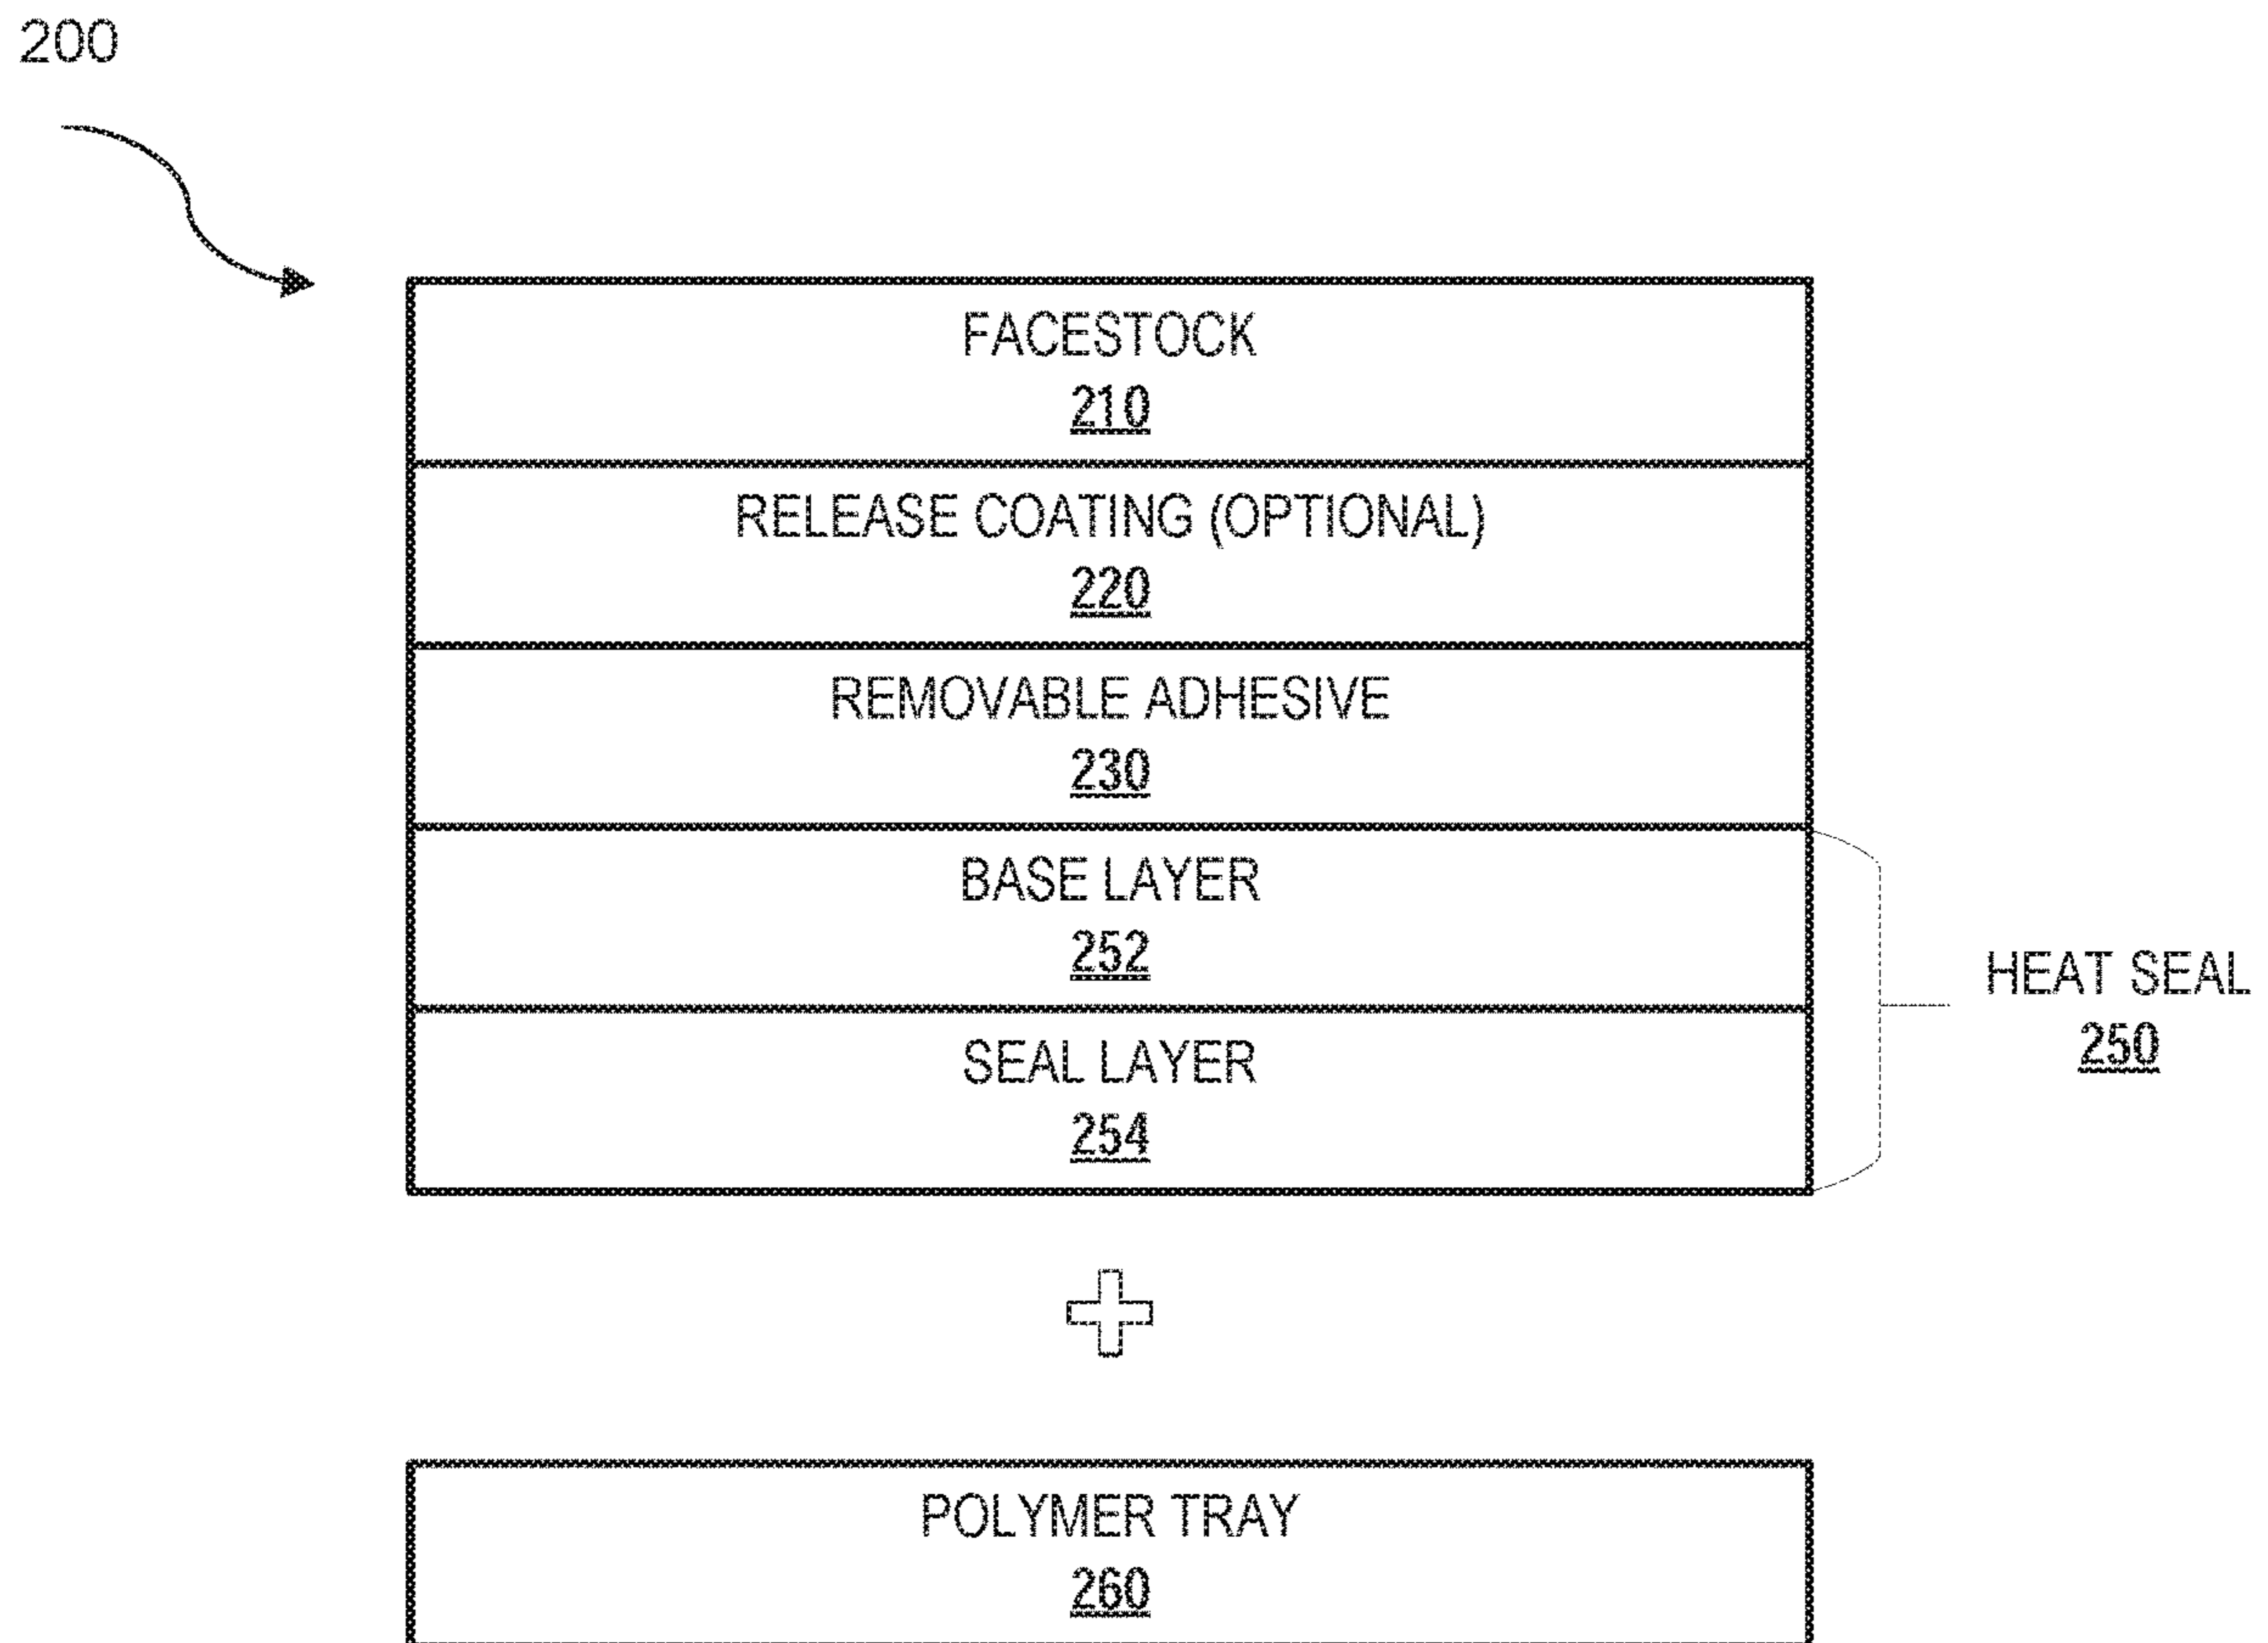 200
FACESTOCK
210
RELEASE COATING (OPTIONAL)
220
REMOVABLE ADHESIVE
230
BASE LAYER
252
SEAL LAYER
254
HEAT SEAL
250
POLYMER TRAY
260